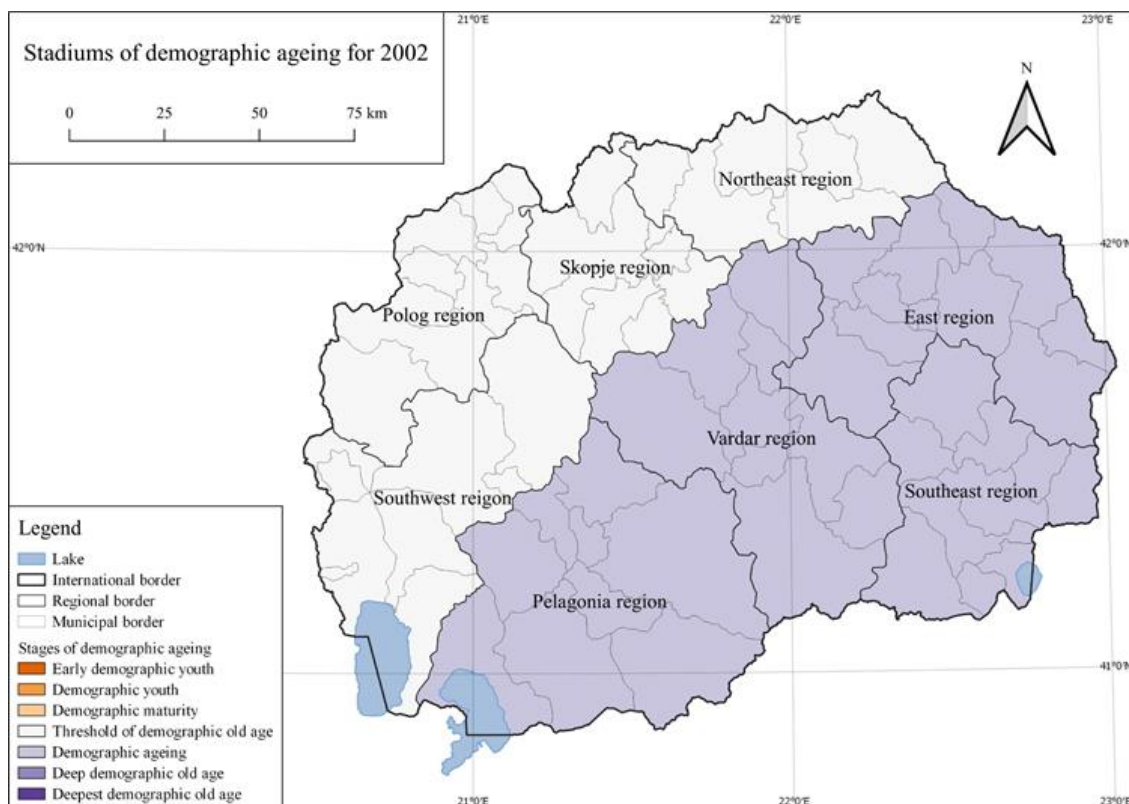 21°0'E 22°0'E 23°0'E
Stadiums of demographic ageing for 2002
0 25 50 75 km
N
Northeast region
42°0'N 42°0'N
Skopje region
Polog region
East region
Vardar region
Southwest reigon
Southeast region
Pelagonia region
Legend
Lake
International border
Regional border
Municipal border
Stages of demographic ageing
Early demographic youth
Demographic youth
Demographic maturity
Threshold of demographic old age
Demographic ageing
Deep demographic old age
Deepest demographic old age
41°0'N
21°0'E 22°0'E 23°0'E